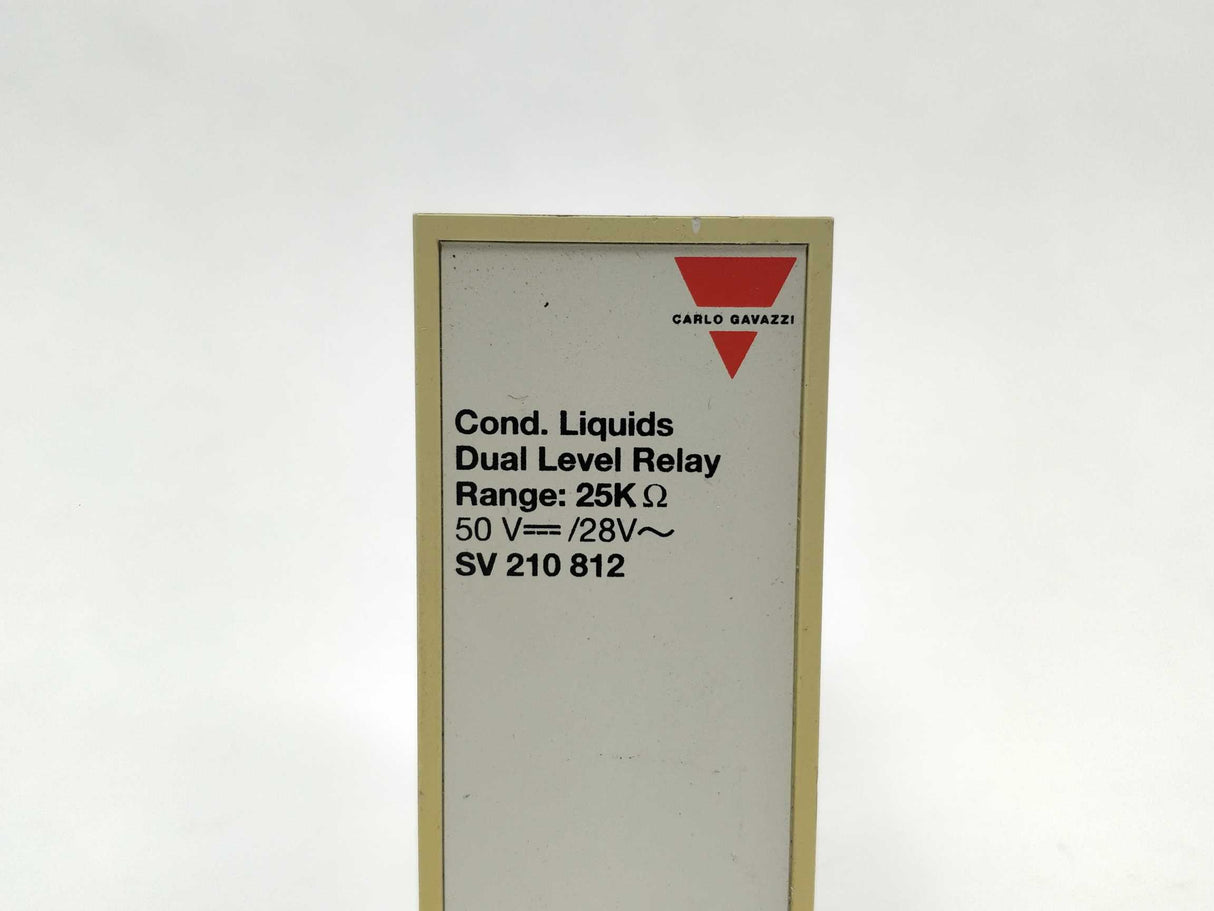 CARLO GAVAZZI
Cond. Liquids
Dual Level Relay
Range: 25K Ω
50 V⎓ /28V~
SV 210 812